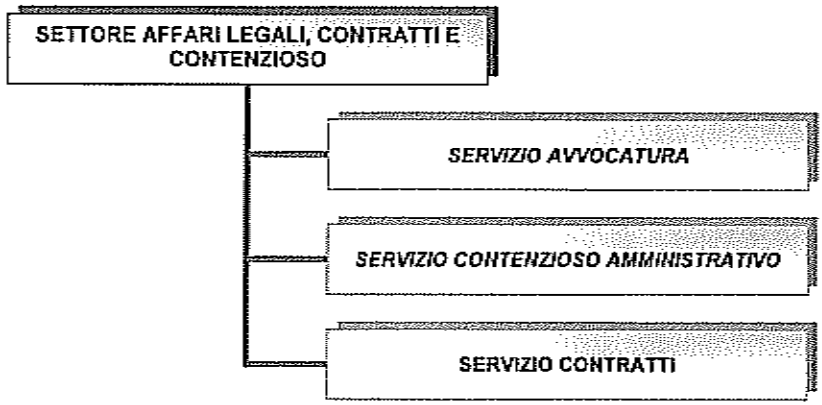 SETTORE AFFARI LEGALI, CONTRATTI E
CONTENZIOSO
SERVIZIO AVVOCATURA
SERVIZIO CONTENZIOSO AMMINISTRATIVO
SERVIZIO CONTRATTI